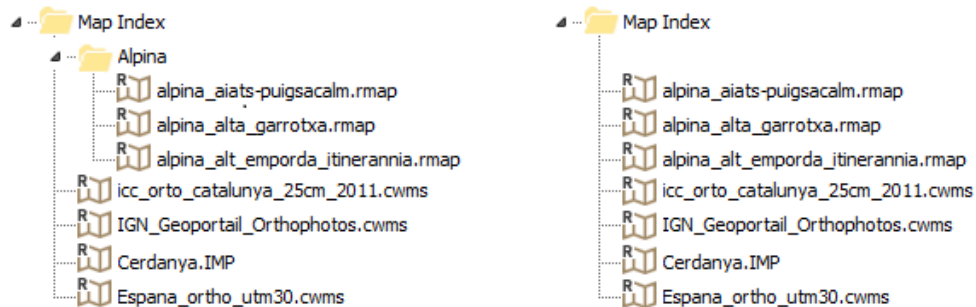 Map Index
Alpina
R alpina_aiats-puigsacalm.rmap
R alpina_alta_garrotxa.rmap
R alpina_alt_emporda_itinerannia.rmap
R icc_orto_catalunya_25cm_2011.cwms
R IGN_Geoportail_Orthophotos.cwms
R Cerdanya.IMP
R Espana_ortho_utm30.cwms
Map Index
R alpina_aiats-puigsacalm.rmap
R alpina_alta_garrotxa.rmap
R alpina_alt_emporda_itinerannia.rmap
R icc_orto_catalunya_25cm_2011.cwms
R IGN_Geoportail_Orthophotos.cwms
R Cerdanya.IMP
R Espana_ortho_utm30.cwms